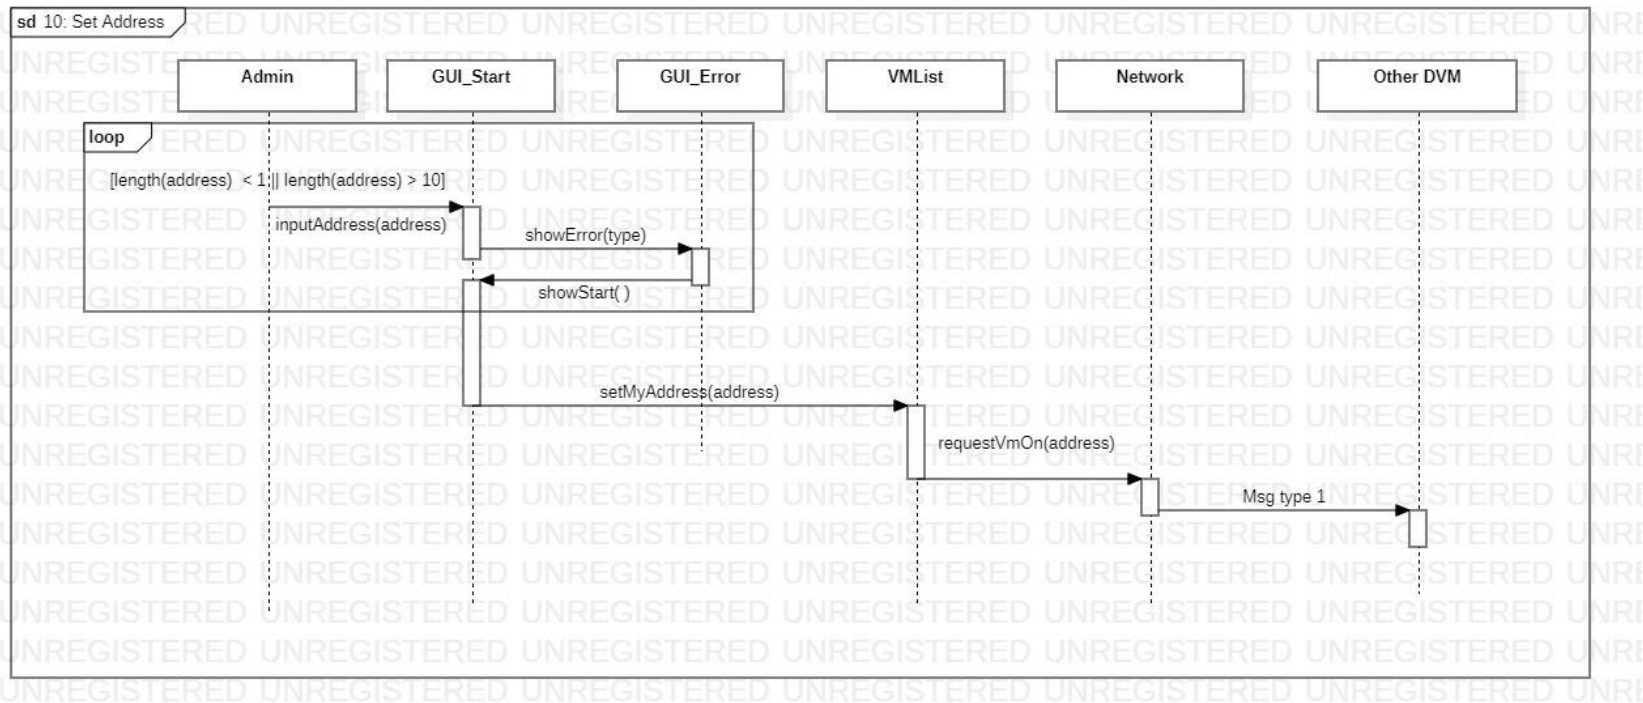 sd 10: Set Address
Admin
GUI_Start
GUI_Error
VMList
Network
Other DVM
loop
[length(address) < 1 || length(address) > 10]
inputAddress(address)
showError(type)
showStart( )
setMyAddress(address)
requestVmOn(address)
Msg type 1
UNREGISTERED